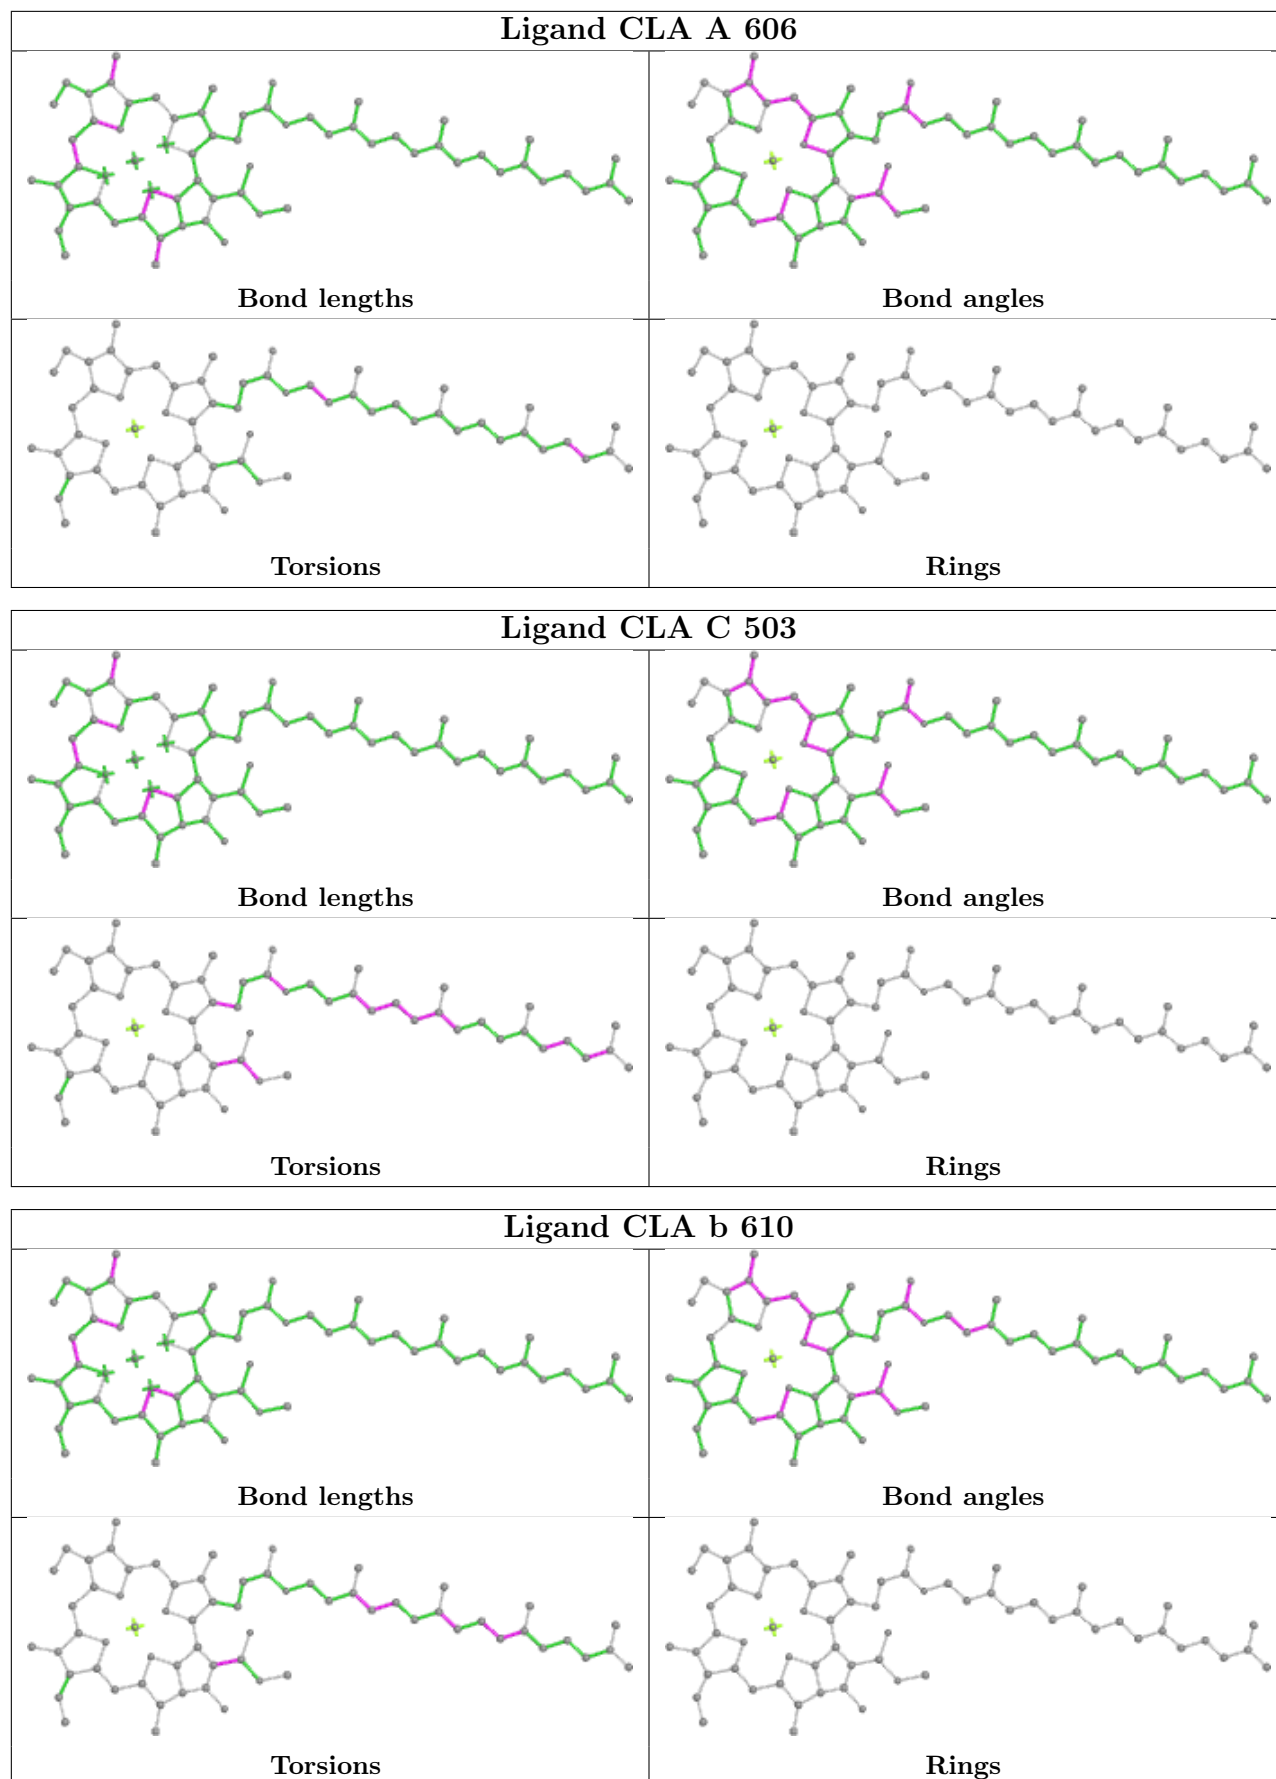 Ligand CLA A 606
Bond lengths
Bond angles
Torsions
Rings
Ligand CLA C 503
Bond lengths
Bond angles
Torsions
Rings
Ligand CLA b 610
Bond lengths
Bond angles
Torsions
Rings